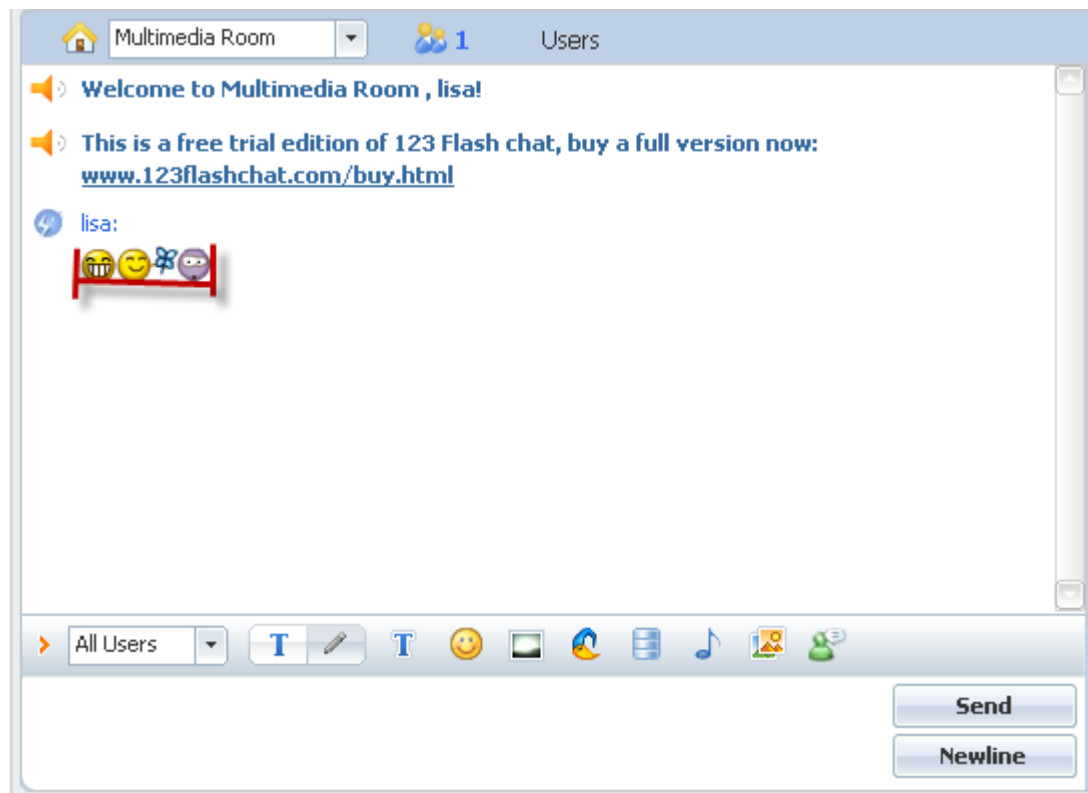 Multimedia Room
1 Users
Welcome to Multimedia Room , lisa!
This is a free trial edition of 123 Flash chat, buy a full version now:
www.123flashchat.com/buy.html
lisa:
All Users
T
T
Send
Newline